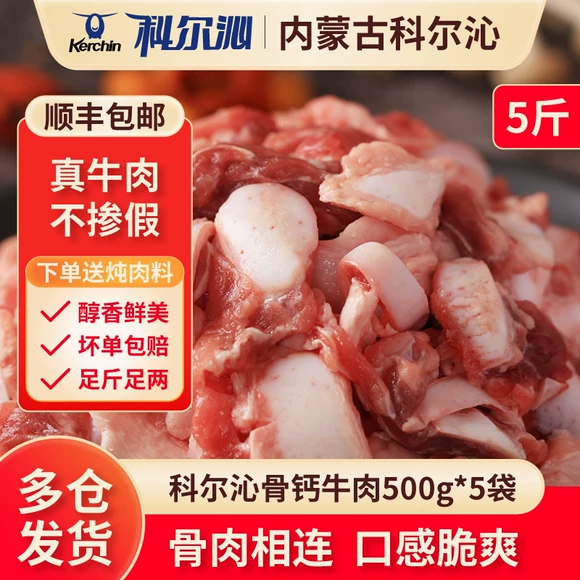 Kerchin 科尔沁 内蒙古科尔沁
5斤
顺丰包邮
真牛肉
不掺假
下单送炖肉料
醇香鲜美
坏单包赔
足斤足两
多仓
发货
科尔沁骨钙牛肉500g*5袋
骨肉相连 口感脆爽